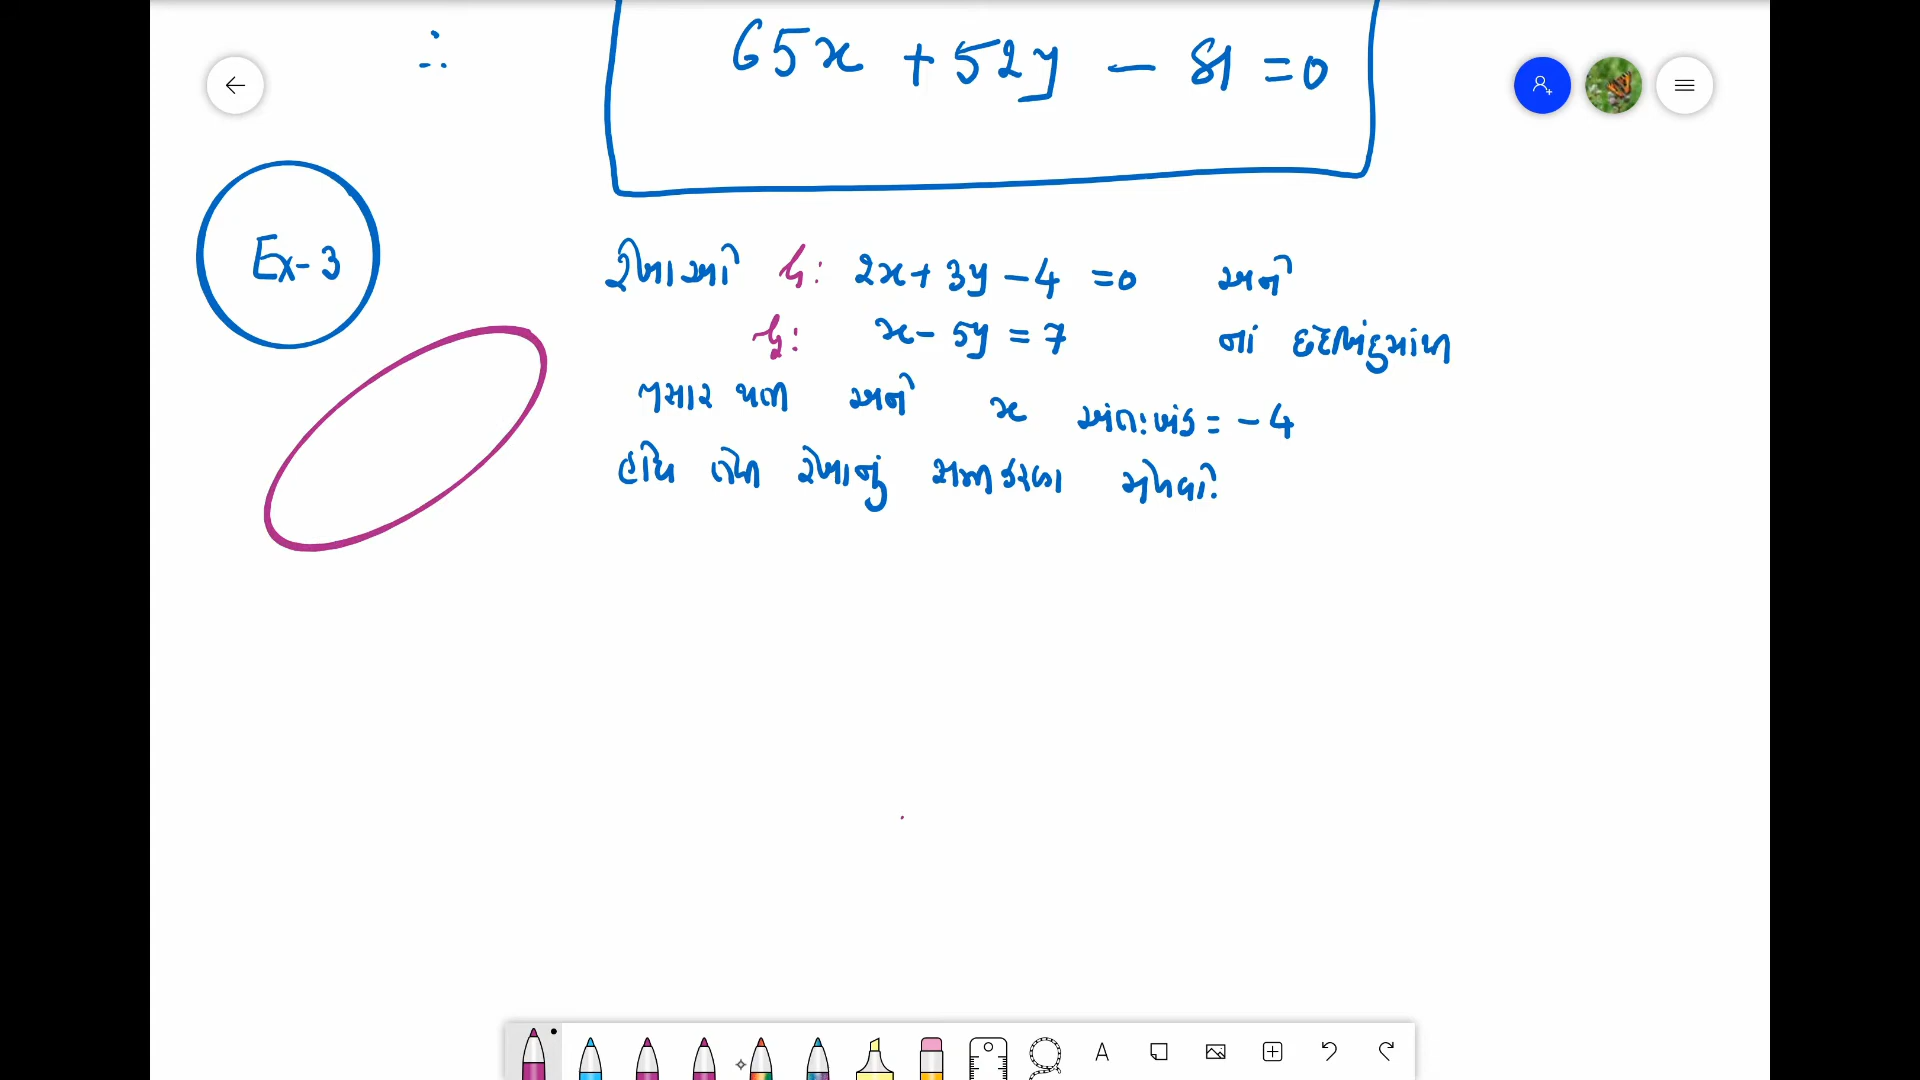 ∴ 65x + 52y - 81 = 0
Ex-3
રેખાઓ L₁: 2x + 3y - 4 = 0 અને
L₂: x - 5y = 7 નાં છેદબિંદુમાંથી
પસાર થતી અને x અંતઃખંડ = -4
હોય તેવી રેખાનું સમીકરણ મેળવો.
A